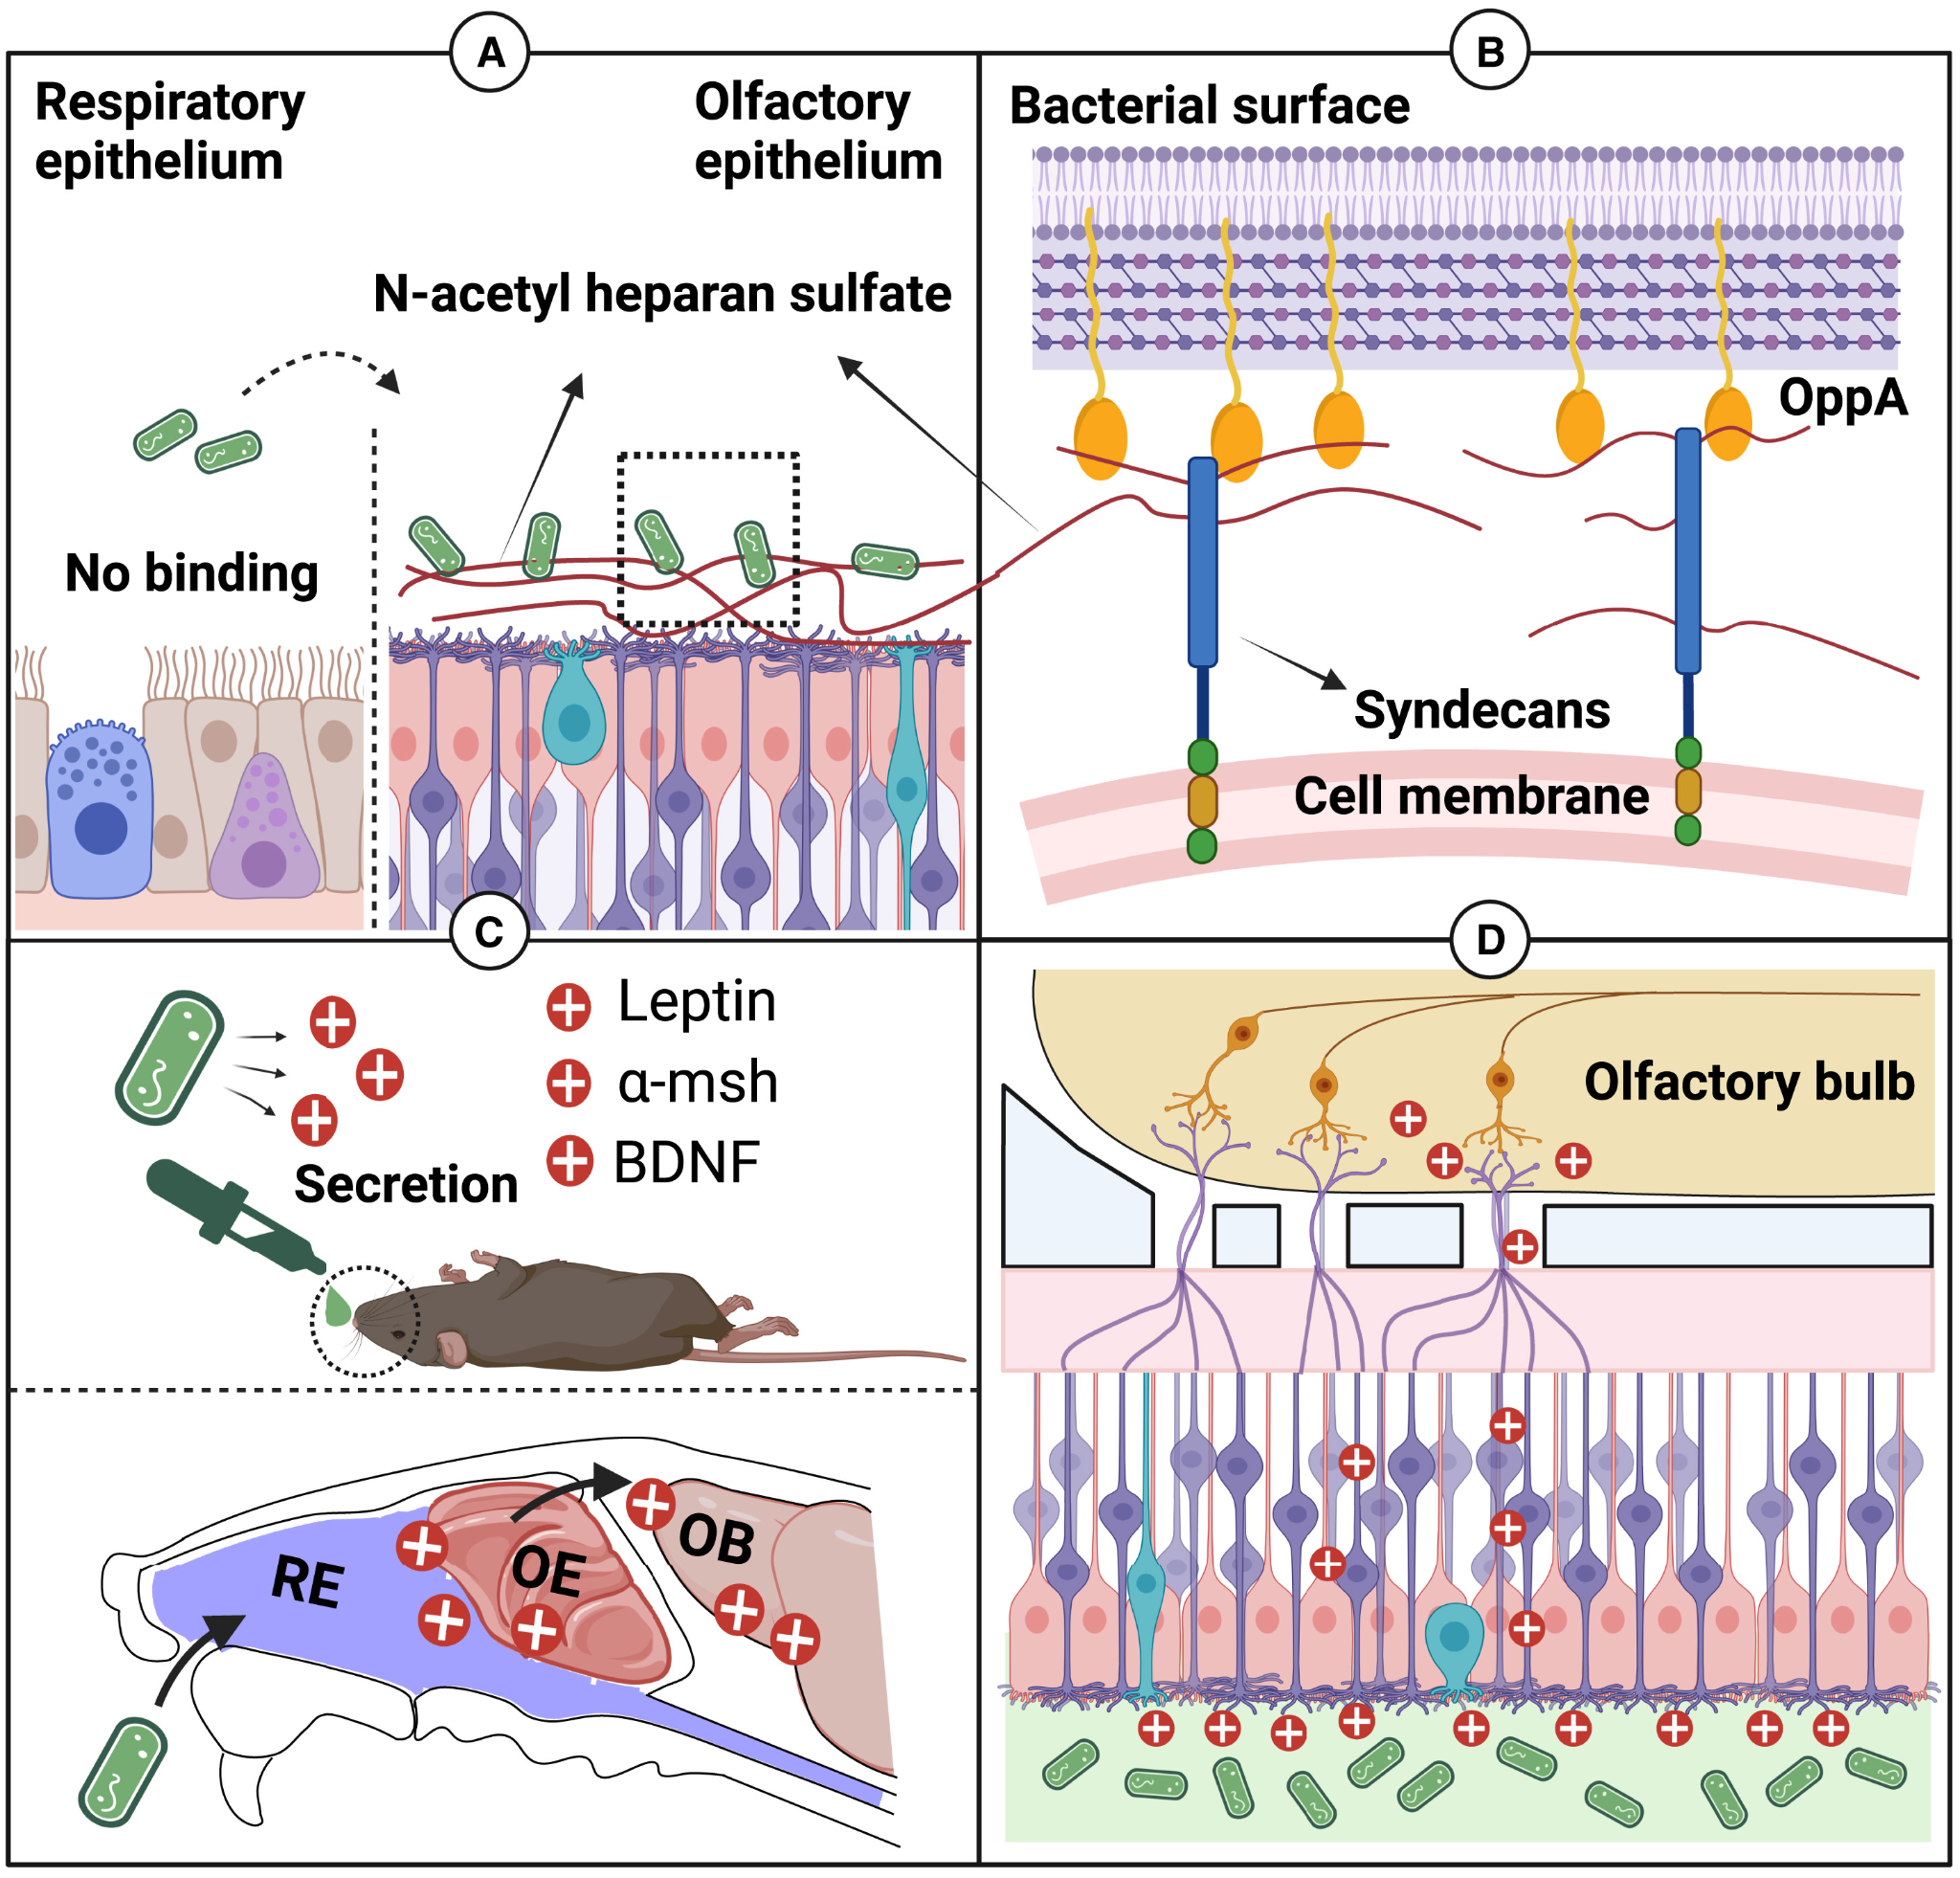 A
Respiratory
epithelium
Olfactory
epithelium
N-acetyl heparan sulfate
No binding
B
Bacterial surface
OppA
Syndecans
Cell membrane
C
Leptin
α-msh
BDNF
Secretion
RE
OE
OB
D
Olfactory bulb